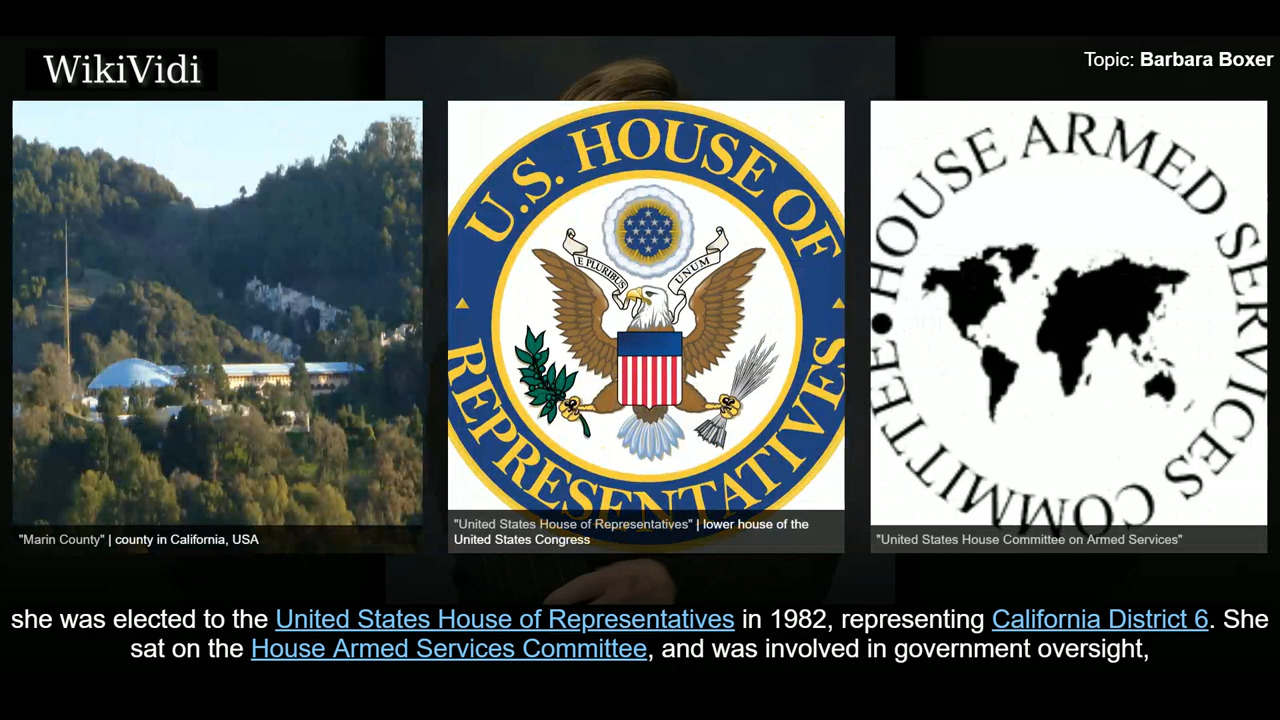 WikiVidi
Topic: Barbara Boxer
U.S. HOUSE OF
REPRESENTATIVES
E PLURIBUS
UNUM
HOUSE ARMED SERVICES COMMITTEE
"Marin County" | county in California, USA
"United States House of Representatives" | lower house of the
United States Congress
"United States House Committee on Armed Services"
she was elected to the United States House of Representatives in 1982, representing California District 6. She
sat on the House Armed Services Committee, and was involved in government oversight,